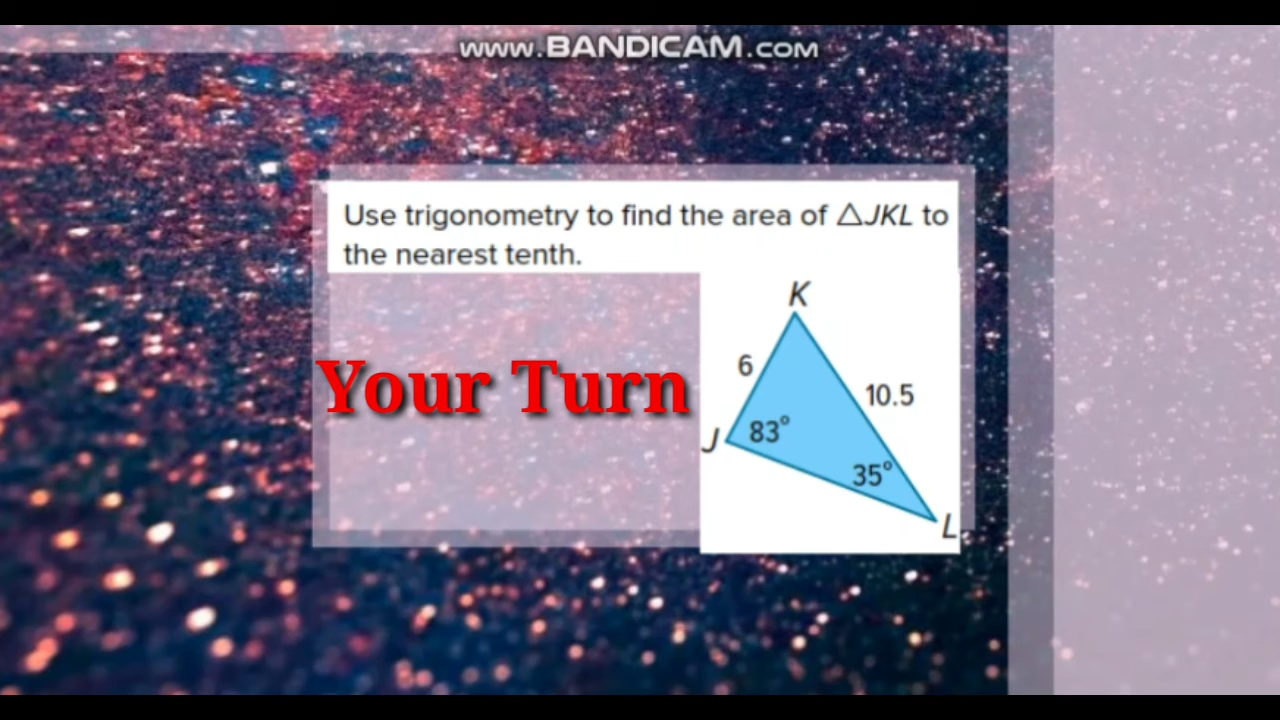 www.BANDICAM.COM
Use trigonometry to find the area of △JKL to
the nearest tenth.
K
6
Your Turn
10.5
J
83°
35°
L